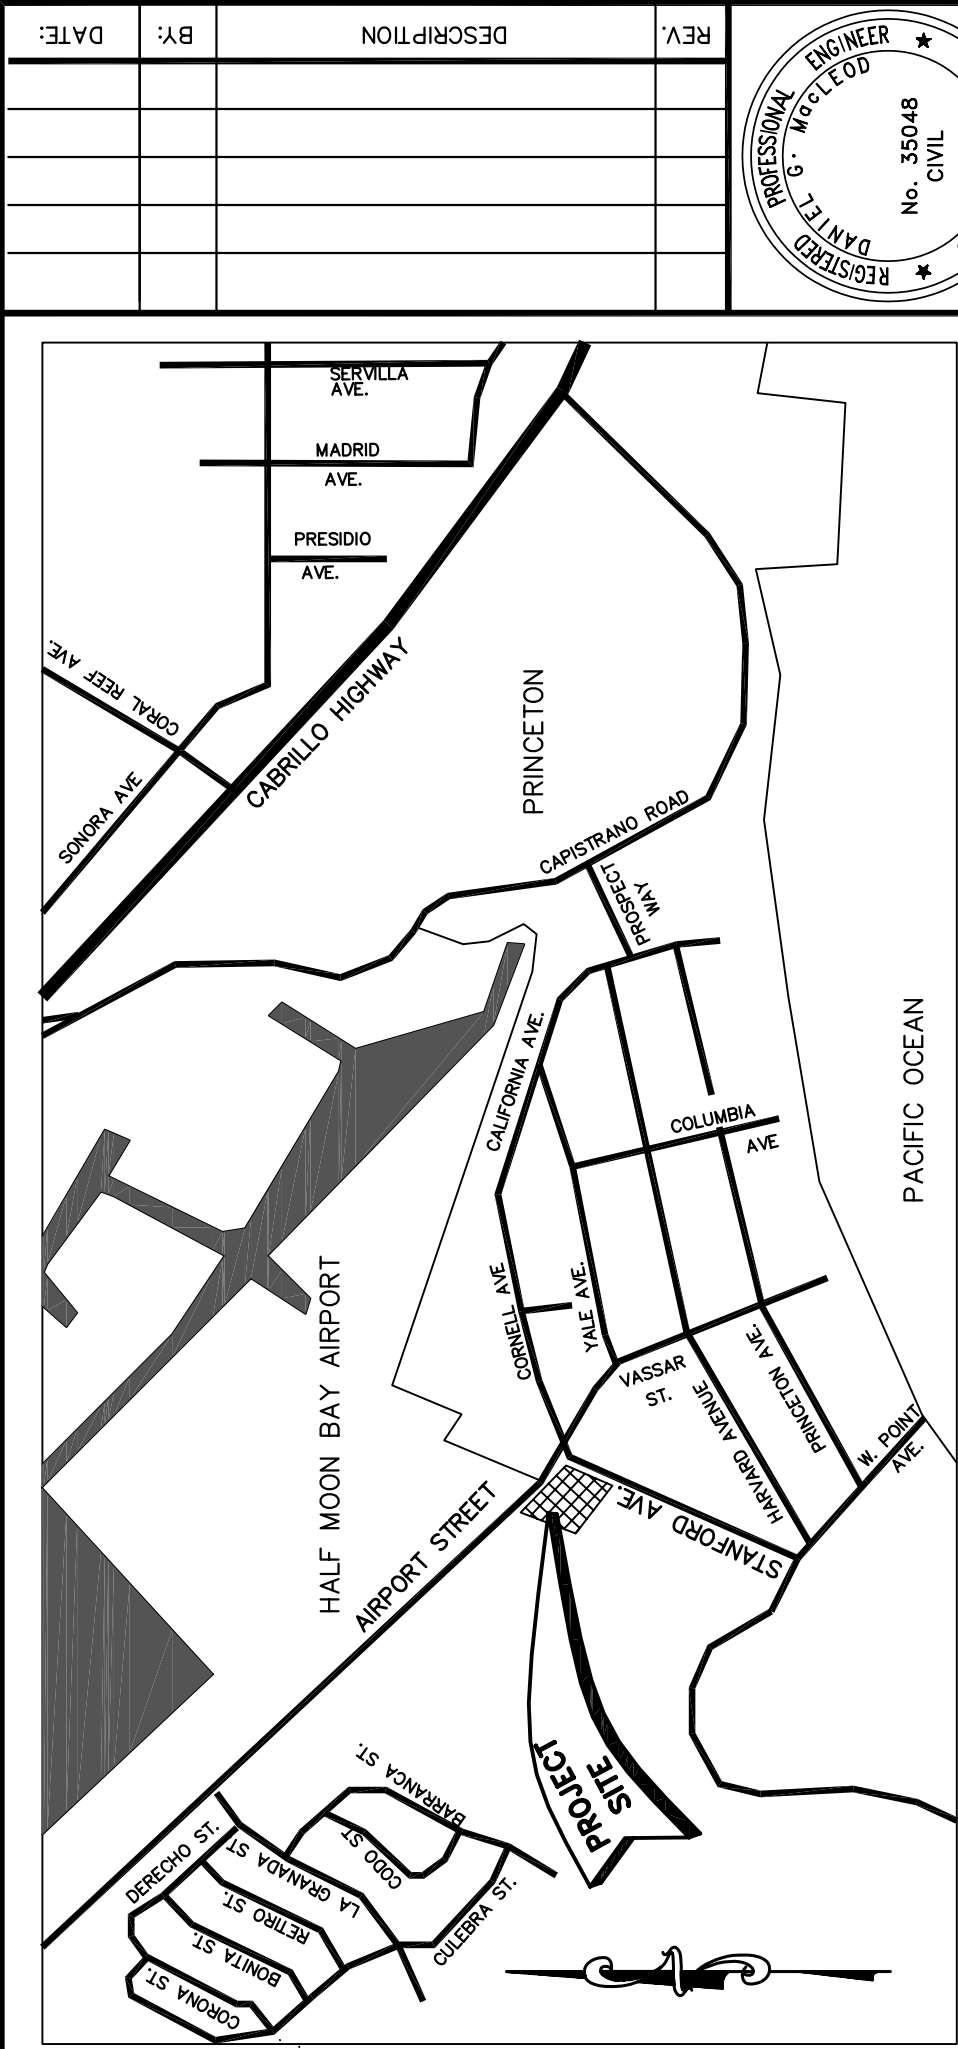 REV.
DESCRIPTION
BY:
DATE:
REGISTERED PROFESSIONAL ENGINEER
DANIEL G. MacLEOD
No. 35048
CIVIL
SERVILLA
AVE.
MADRID
AVE.
PRESIDIO
AVE.
CORAL REEF AVE.
SONORA AVE
CABRILLO HIGHWAY
PRINCETON
CAPISTRANO ROAD
PROSPECT
WAY
CALIFORNIA AVE.
COLUMBIA
AVE
PACIFIC OCEAN
HALF MOON BAY AIRPORT
CORNELL AVE
YALE AVE.
VASSAR
ST.
HARVARD AVENUE
PRINCETON AVE.
W. POINT
AVE.
STANFORD AVE.
AIRPORT STREET
PROJECT
SITE
BARRANCA ST.
CODO ST
DERECHO ST.
LA GRANADA ST
RETIRO ST.
BONITA ST.
CORONA ST.
CULEBRA ST.
N